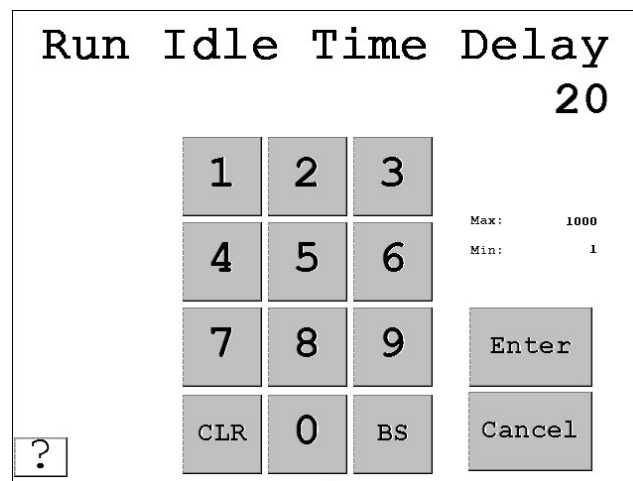 Run Idle Time Delay
20
1 2 3
Max: 1000
4 5 6
Min: 1
7 8 9 Enter
CLR 0 BS Cancel
?